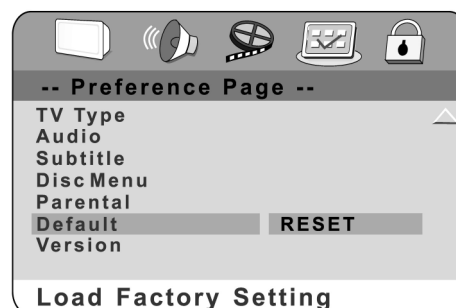 -- Preference Page --
TV Type
Audio
Subtitle
Disc Menu
Parental
Default RESET
Version
Load Factory Setting